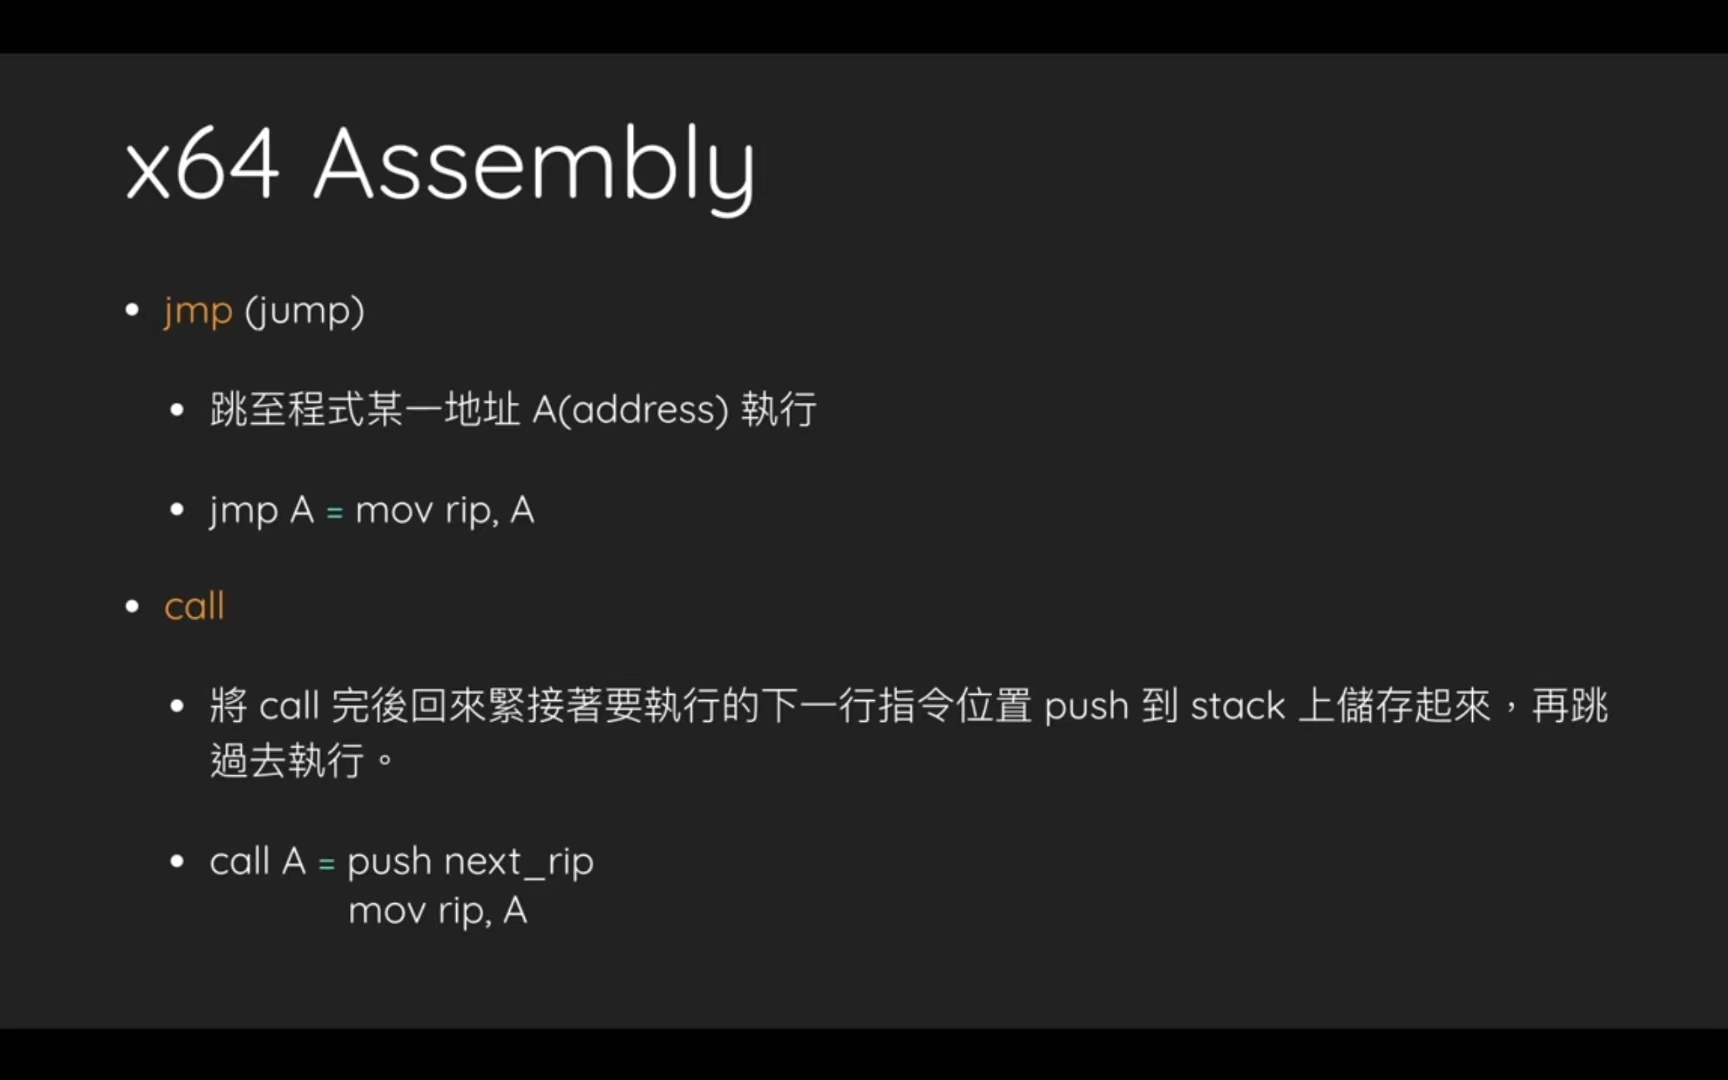 x64 Assembly
• jmp (jump)
• 跳至程式某一地址 A(address) 執行
• jmp A = mov rip, A
• call
• 將 call 完後回來緊接著要執行的下一行指令位置 push 到 stack 上儲存起來，再跳
過去執行。
• call A = push next_rip
mov rip, A